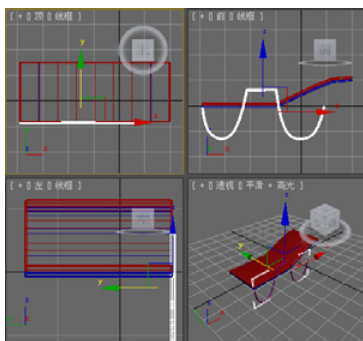 [ + 0 顶 0 线框 ]
[ + 0 前 0 线框 ]
[ + 0 左 0 线框 ]
[ + 0 透视 0 平滑 + 高光 ]
y
x
z
z
y
z
y